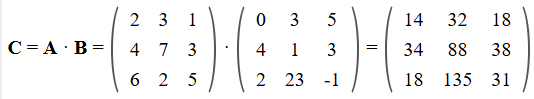 C = A · B = ( 2 3 1 ) · ( 0 3 5 ) = ( 14 32 18 )
( 4 7 3 ) ( 4 1 3 ) ( 34 88 38 )
( 6 2 5 ) ( 2 23 -1 ) ( 18 135 31 )